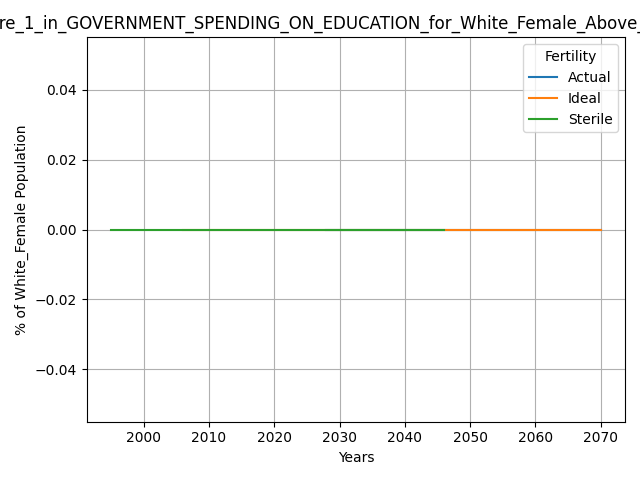 re_1_in_GOVERNMENT_SPENDING_ON_EDUCATION_for_White_Female_Above_
Fertility
Actual
Ideal
Sterile
0.04
0.02
0.00
−0.02
−0.04
% of White_Female Population
2000 2010 2020 2030 2040 2050 2060 2070
Years